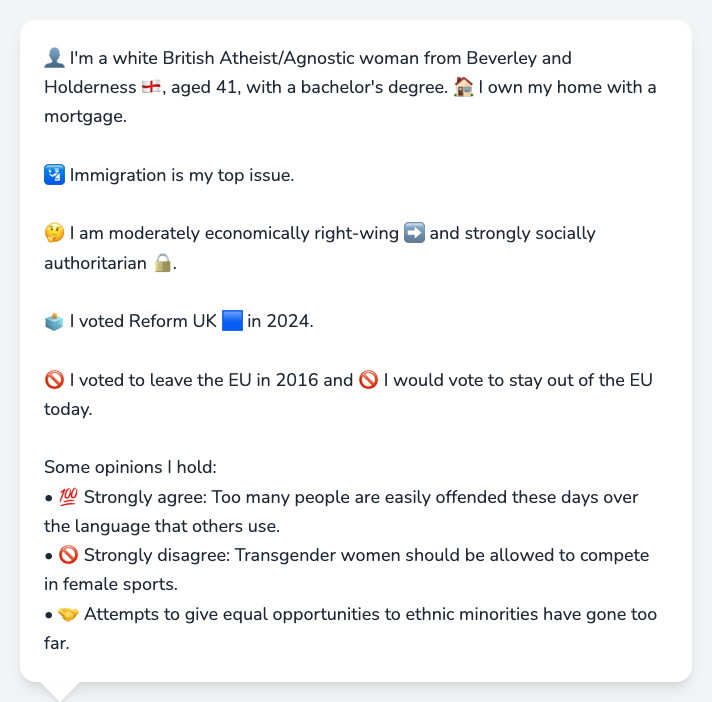 👤 I'm a white British Atheist/Agnostic woman from Beverley and
Holderness 🏴󠁧󠁢󠁥󠁮󠁧󠁿, aged 41, with a bachelor's degree. 🏠 I own my home with a
mortgage.
🛂 Immigration is my top issue.
🤔 I am moderately economically right-wing ➡️ and strongly socially
authoritarian 🔒.
🗳️ I voted Reform UK 🟦 in 2024.
🚫 I voted to leave the EU in 2016 and 🚫 I would vote to stay out of the EU
today.
Some opinions I hold:
• 💯 Strongly agree: Too many people are easily offended these days over
the language that others use.
• 🚫 Strongly disagree: Transgender women should be allowed to compete
in female sports.
• 🤝 Attempts to give equal opportunities to ethnic minorities have gone too
far.